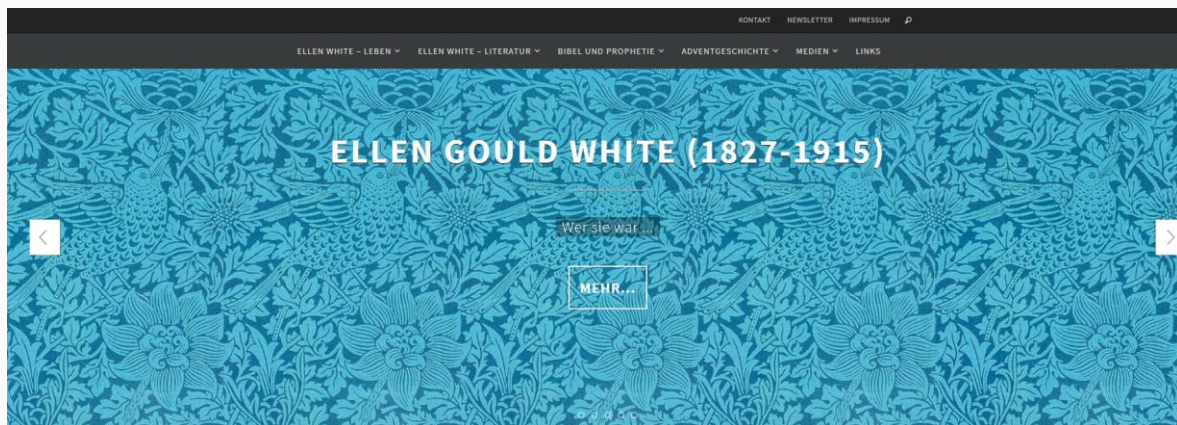 KONTAKT NEWSLETTER IMPRESSUM
ELLEN WHITE – LEBEN ELLEN WHITE – LITERATUR BIBEL UND PROPHETIE ADVENTGESCHICHTE MEDIEN LINKS
ELLEN GOULD WHITE (1827-1915)
Wer sie war ...
MEHR...